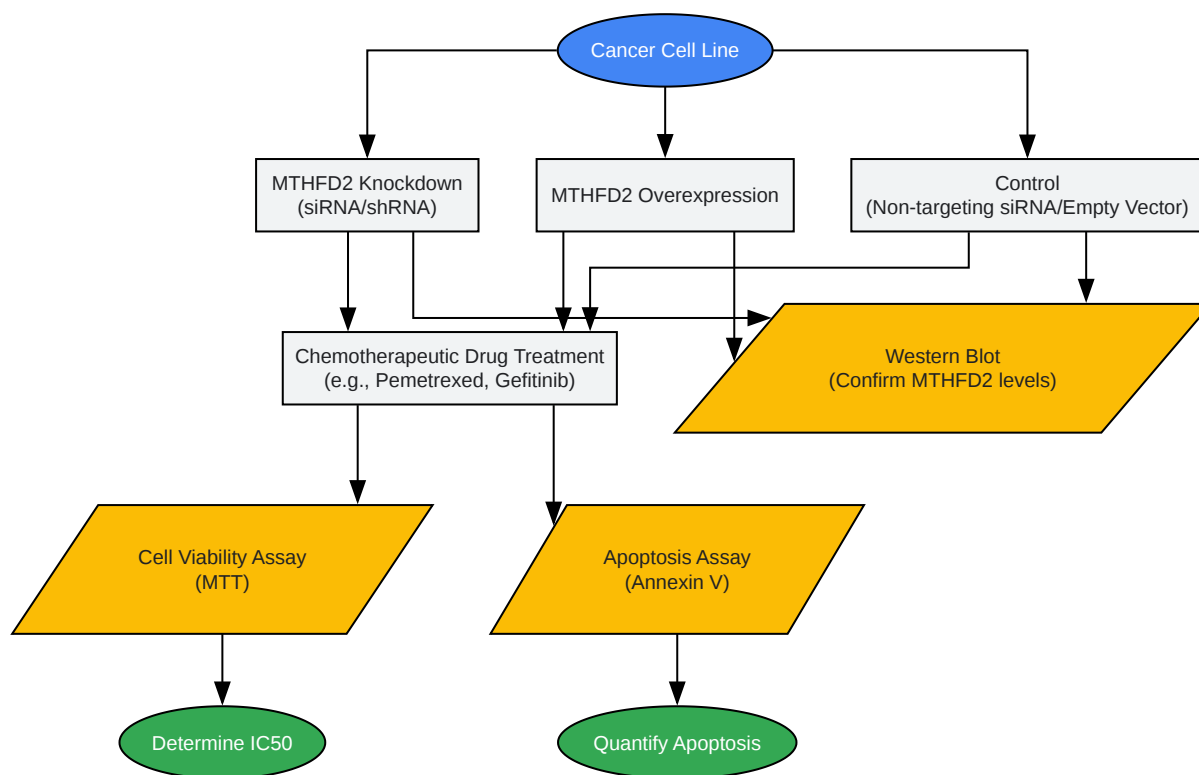 Cancer Cell Line
MTHFD2 Knockdown
(siRNA/shRNA)
MTHFD2 Overexpression
Control
(Non-targeting siRNA/Empty Vector)
Chemotherapeutic Drug Treatment
(e.g., Pemetrexed, Gefitinib)
Western Blot
(Confirm MTHFD2 levels)
Cell Viability Assay
(MTT)
Apoptosis Assay
(Annexin V)
Determine IC50
Quantify Apoptosis